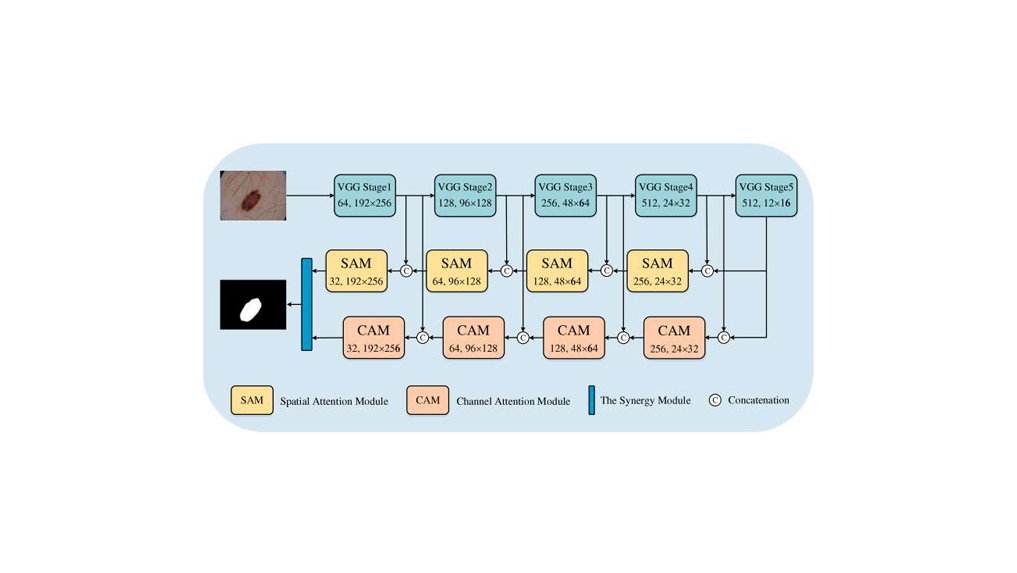 VGG Stage1
64, 192×256
VGG Stage2
128, 96×128
VGG Stage3
256, 48×64
VGG Stage4
512, 24×32
VGG Stage5
512, 12×16
SAM
32, 192×256
C
SAM
64, 96×128
C
SAM
128, 48×64
C
SAM
256, 24×32
C
CAM
32, 192×256
C
CAM
64, 96×128
C
CAM
128, 48×64
C
CAM
256, 24×32
C
SAM
Spatial Attention Module
CAM
Channel Attention Module
The Synergy Module
C
Concatenation